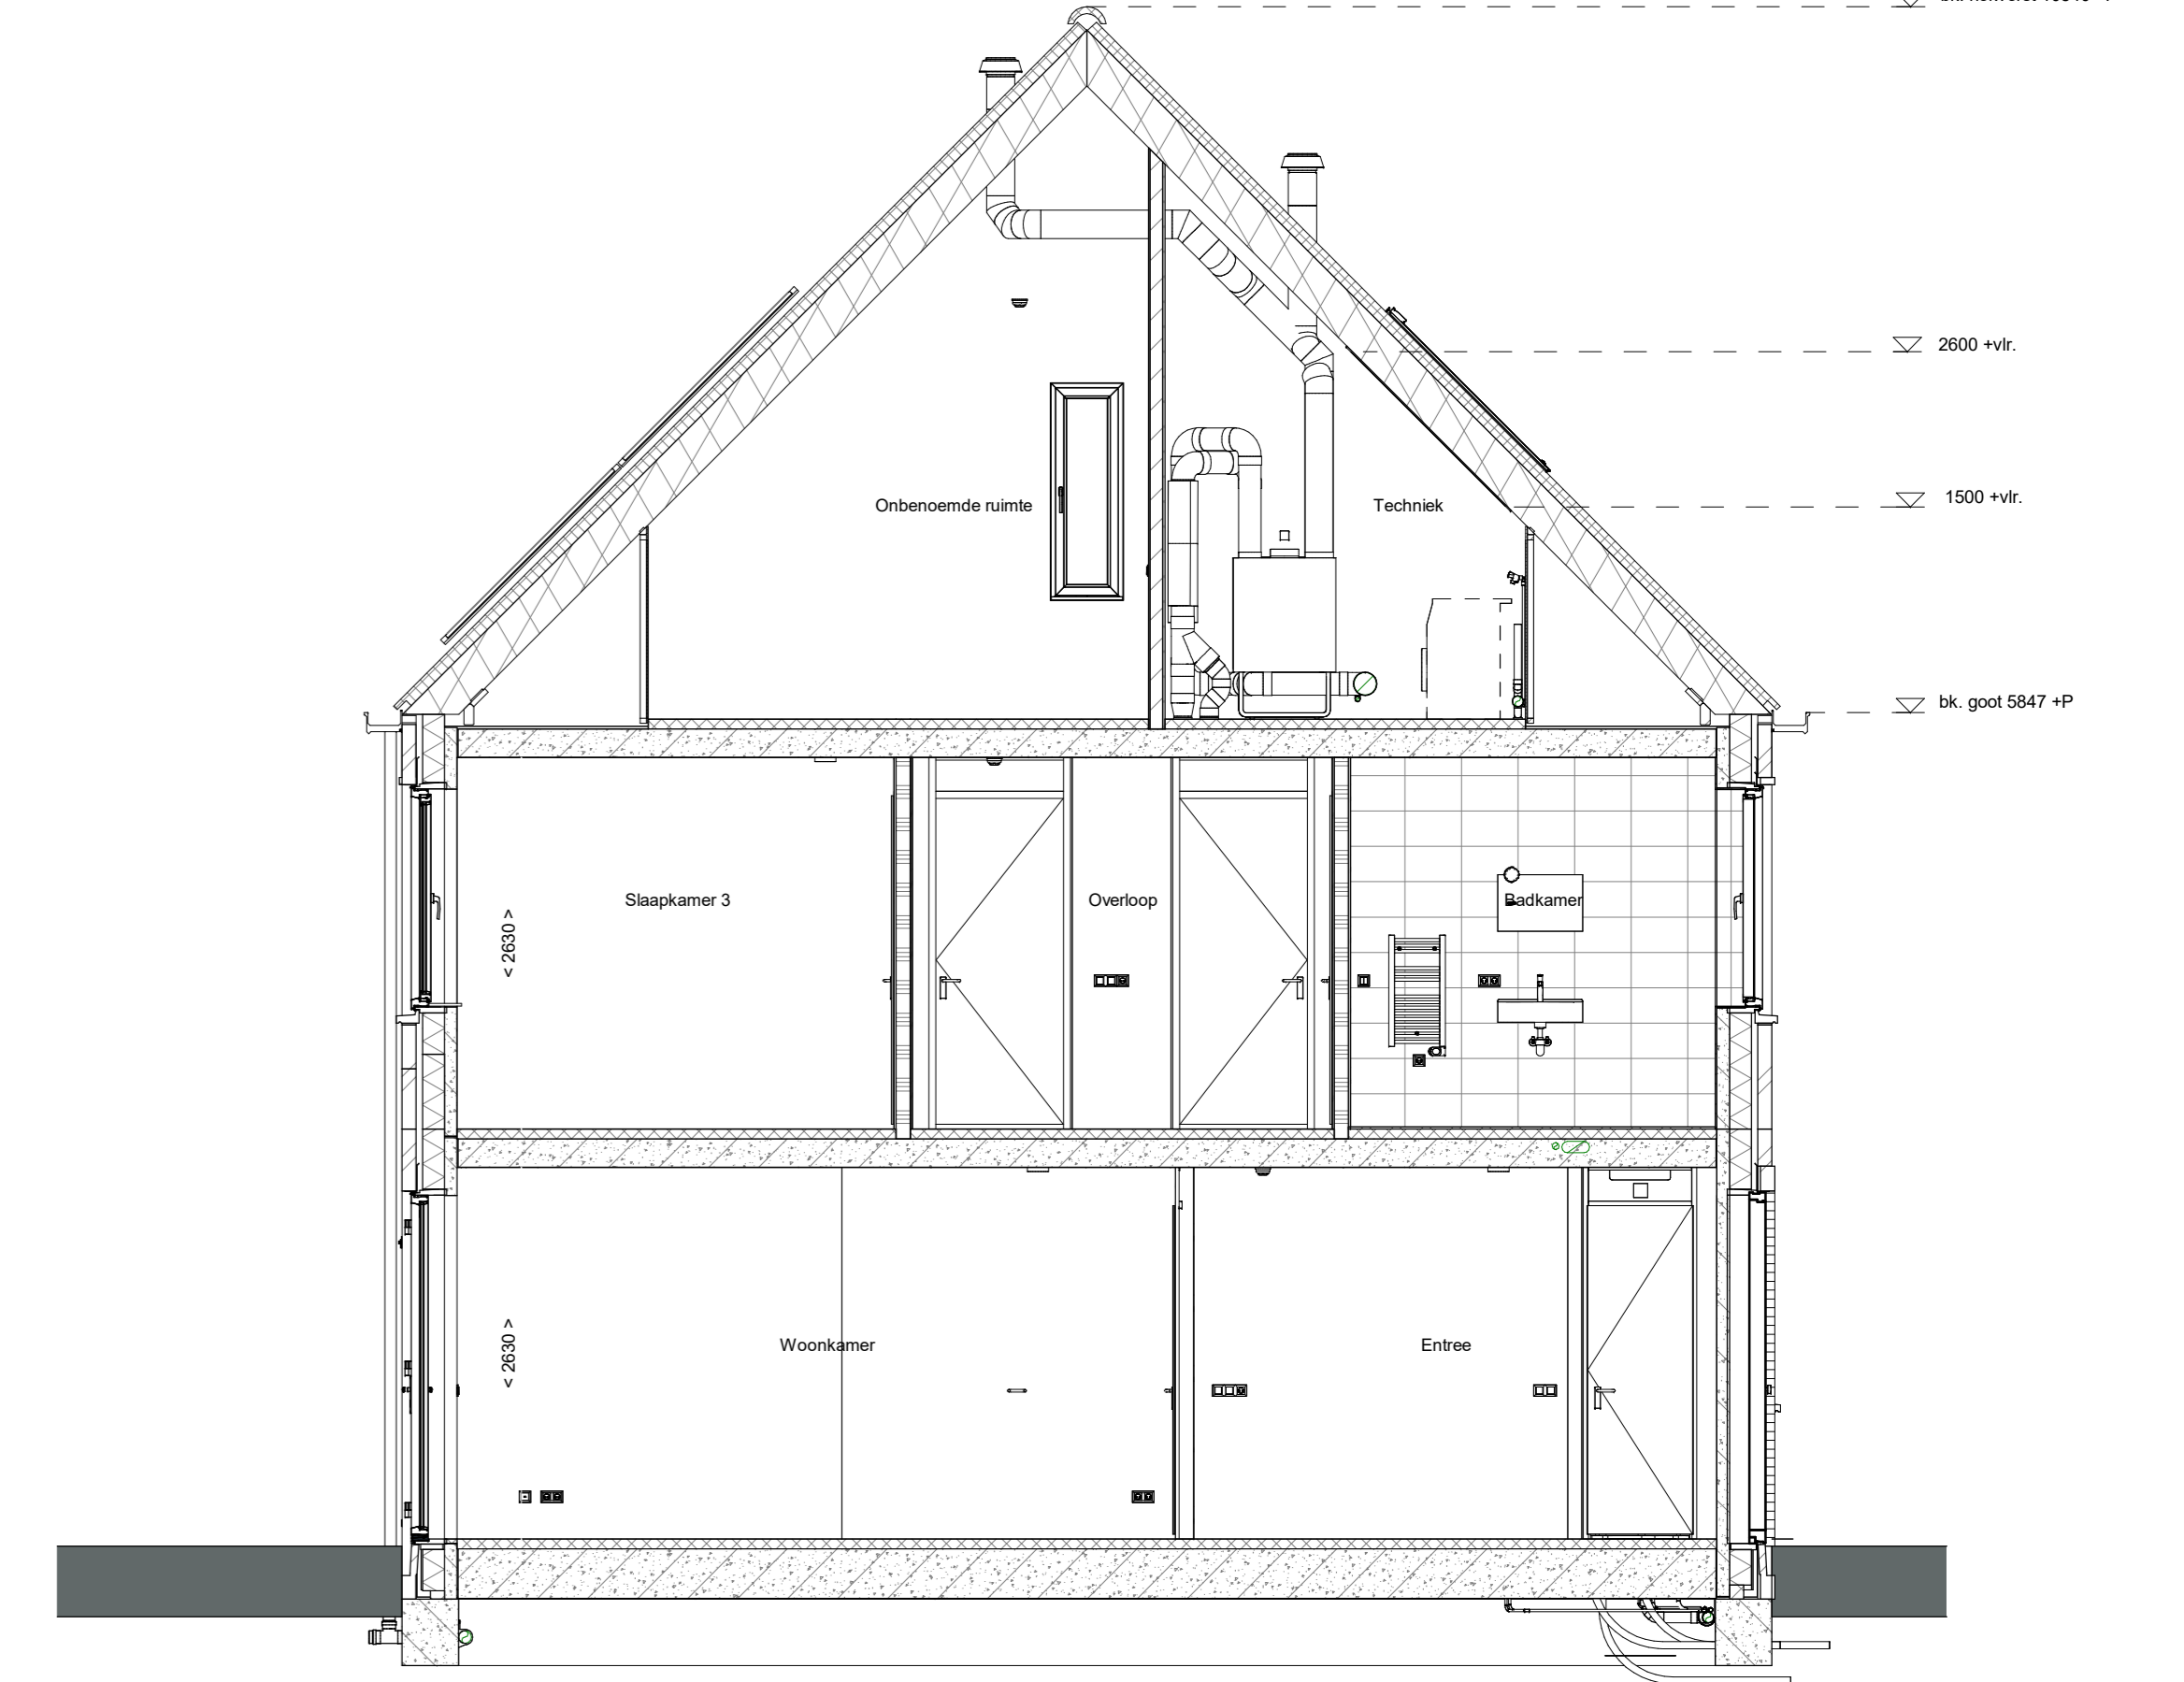 2600 +vlr.
Onbenoemde ruimte
Techniek
1500 +vlr.
bk. goot 5847 +P
Slaapkamer 3
Overloop
Badkamer
< 2630 >
Woonkamer
Entree
< 2630 >